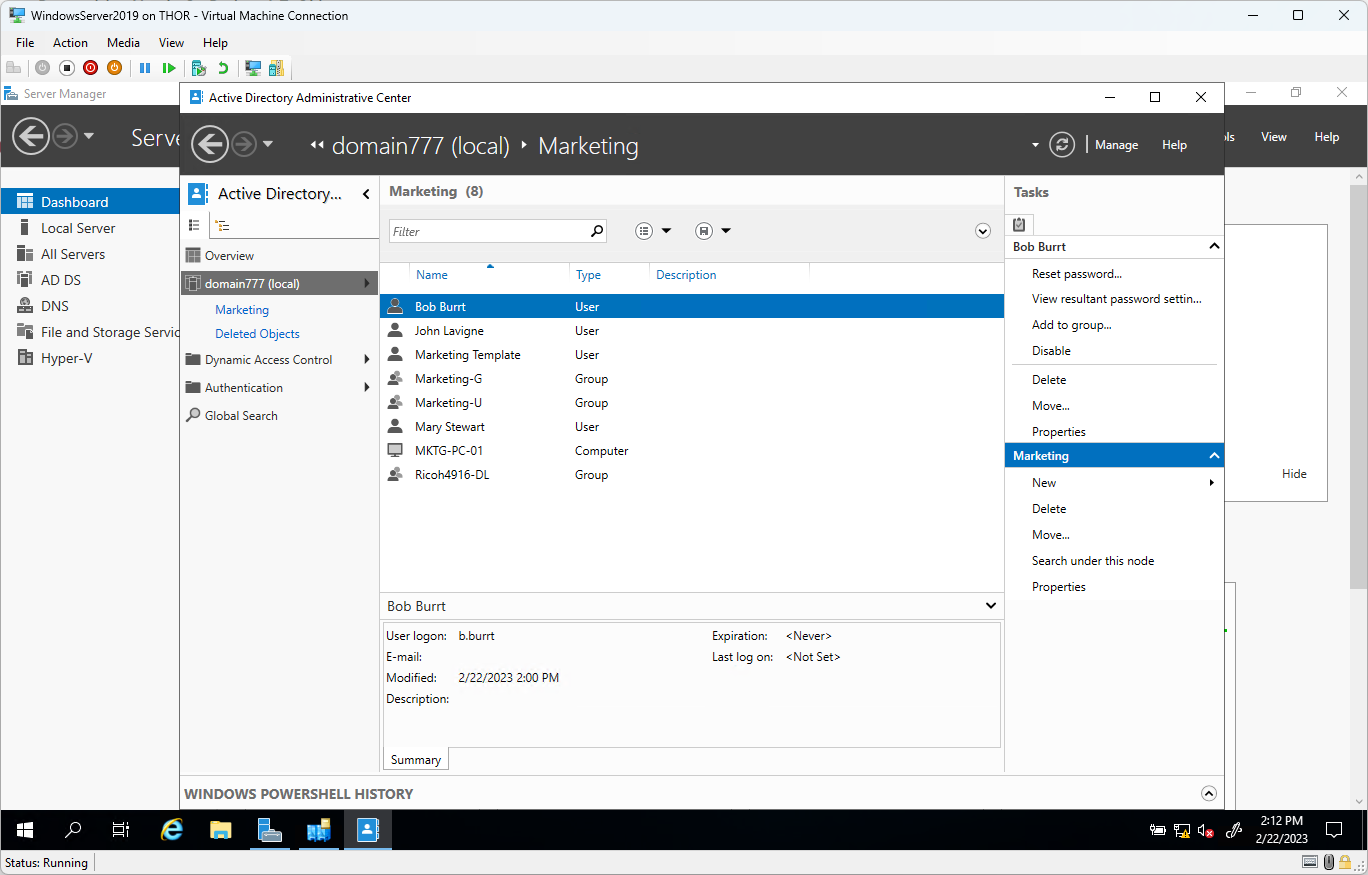 WindowsServer2019 on THOR - Virtual Machine Connection
File Action Media View Help
Server Manager
Active Directory Administrative Center
domain777 (local) Marketing
Manage Help
View Help
Dashboard
Local Server
All Servers
AD DS
DNS
File and Storage Servic
Hyper-V
Active Directory...
Overview
domain777 (local)
Marketing
Deleted Objects
Dynamic Access Control
Authentication
Global Search
Marketing (8)
Filter
Name Type Description
Bob Burrt User
John Lavigne User
Marketing Template User
Marketing-G Group
Marketing-U Group
Mary Stewart User
MKTG-PC-01 Computer
Ricoh4916-DL Group
Bob Burrt
User logon: b.burrt Expiration: <Never>
E-mail: Last log on: <Not Set>
Modified: 2/22/2023 2:00 PM
Description:
Summary
Tasks
Bob Burrt
Reset password...
View resultant password settin...
Add to group...
Disable
Delete
Move...
Properties
Marketing
New
Delete
Move...
Search under this node
Properties
Hide
WINDOWS POWERSHELL HISTORY
2:12 PM
2/22/2023
Status: Running